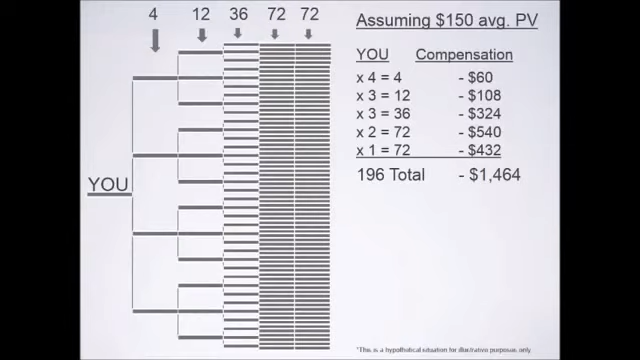 4 12 36 72 72
Assuming $150 avg. PV
YOU Compensation
x 4 = 4 - $60
x 3 = 12 - $108
x 3 = 36 - $324
x 2 = 72 - $540
x 1 = 72 - $432
196 Total - $1,464
YOU
*This is a hypothetical situation for illustrative purposes only